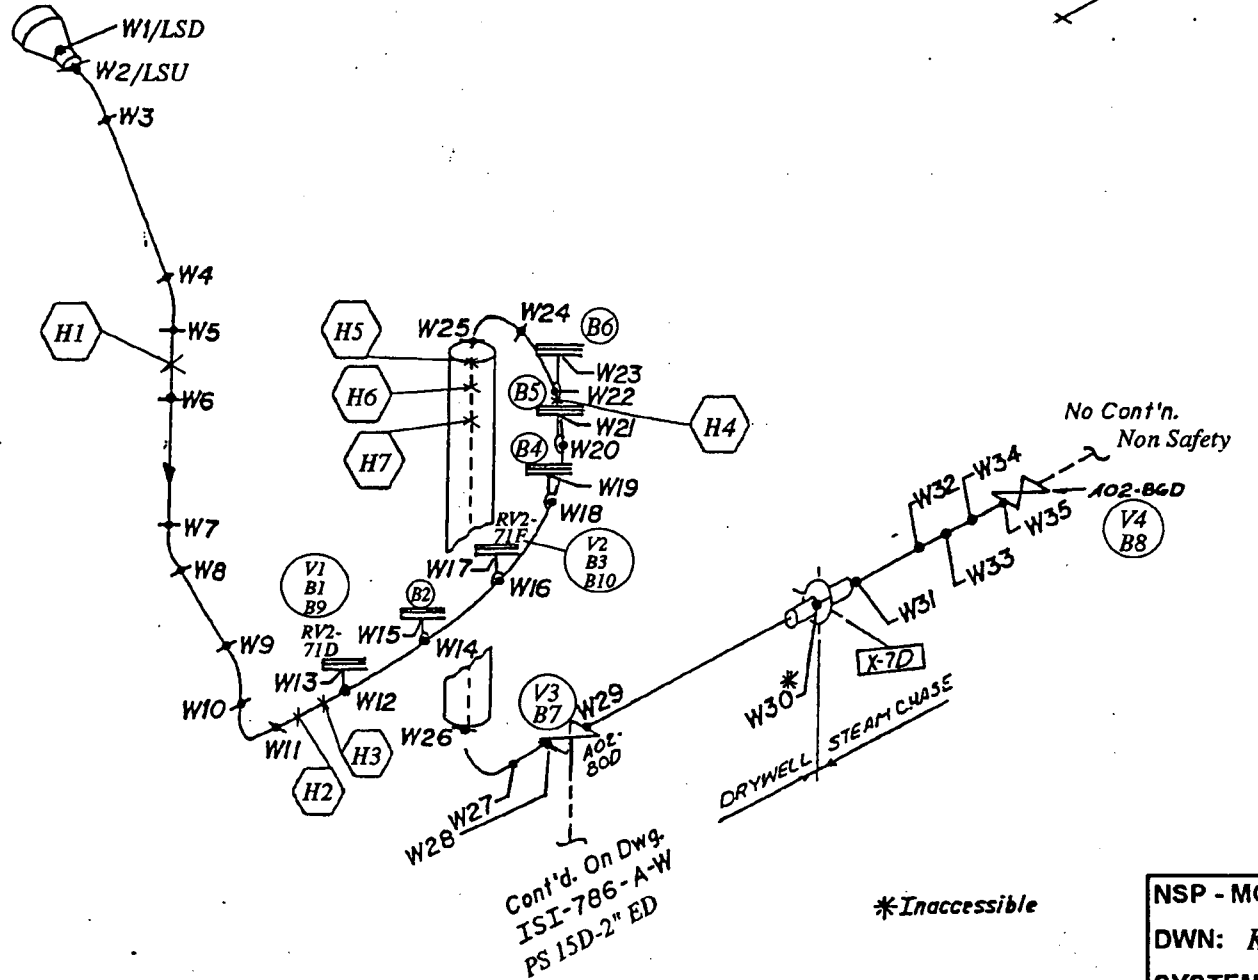 W1/LSD
W2/LSU
W3
W4
W5
H1
W6
W7
W8
W9
W10
W11
H2
H3
W12
W13
RV2-
71D
V1
B1
B9
W14
W15
B2
W16
W17
RV2-
71F
V2
B3
B10
W18
W19
B4
W20
W21
B5
W22
W23
B6
H4
W24
W25
H5
H6
H7
W26
W27
W28
V3
B7
AO2-
80D
W29
Cont'd. On Dwg.
ISI-786-A-W
PS 15D-2" ED
W30*
X-7D
DRYWELL
STEAM CHASE
W31
W32
W33
W34
W35
AO2-86D
V4
B8
No Cont'n.
Non Safety
*Inaccessible
NSP - MO
DWN: K
SYSTEM